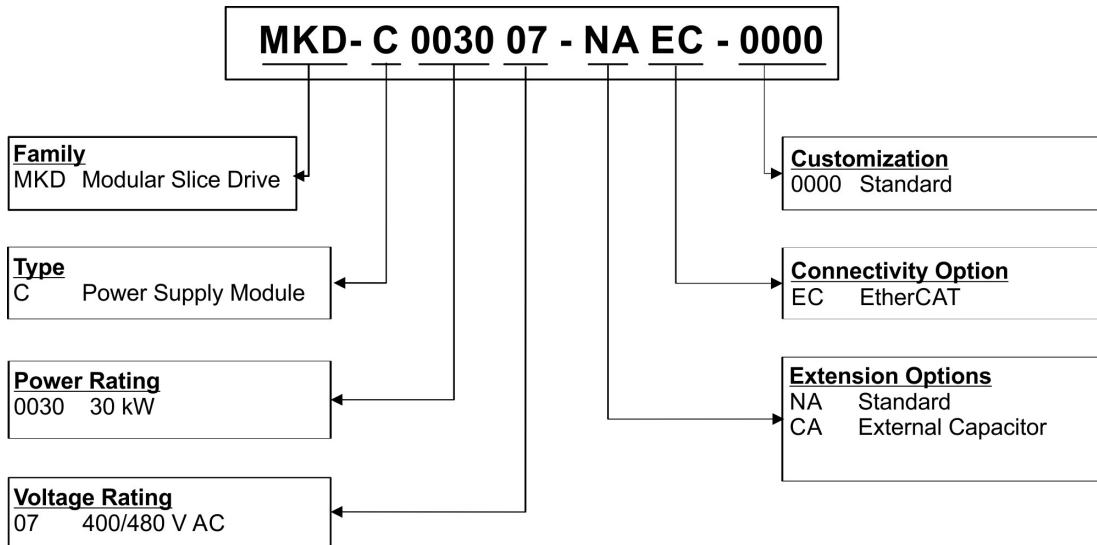 MKD- C 0030 07 - NA EC - 0000
Family
MKD Modular Slice Drive
Type
C Power Supply Module
Power Rating
0030 30 kW
Voltage Rating
07 400/480 V AC
Customization
0000 Standard
Connectivity Option
EC EtherCAT
Extension Options
NA Standard
CA External Capacitor